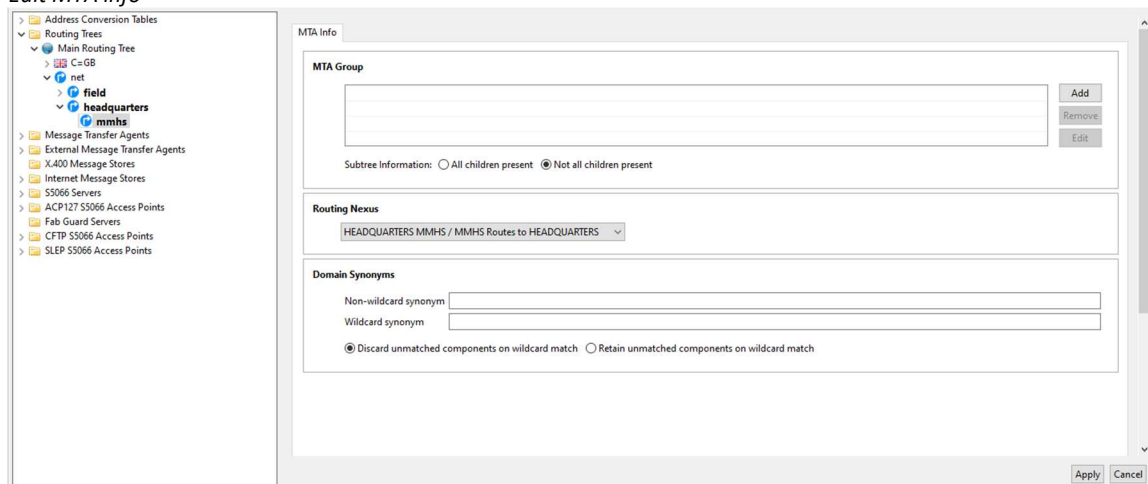 Edit MTA Info
Address Conversion Tables
Routing Trees
Main Routing Tree
C=GB
net
field
headquarters
mmhs
Message Transfer Agents
External Message Transfer Agents
X.400 Message Stores
Internet Message Stores
S5066 Servers
ACP127 S5066 Access Points
Fab Guard Servers
CFTP S5066 Access Points
SLEP S5066 Access Points
MTA Info
MTA Group
Add
Remove
Edit
Subtree Information: All children present Not all children present
Routing Nexus
HEADQUARTERS MMHS / MMHS Routes to HEADQUARTERS
Domain Synonyms
Non-wildcard synonym
Wildcard synonym
Discard unmatched components on wildcard match Retain unmatched components on wildcard match
Apply Cancel